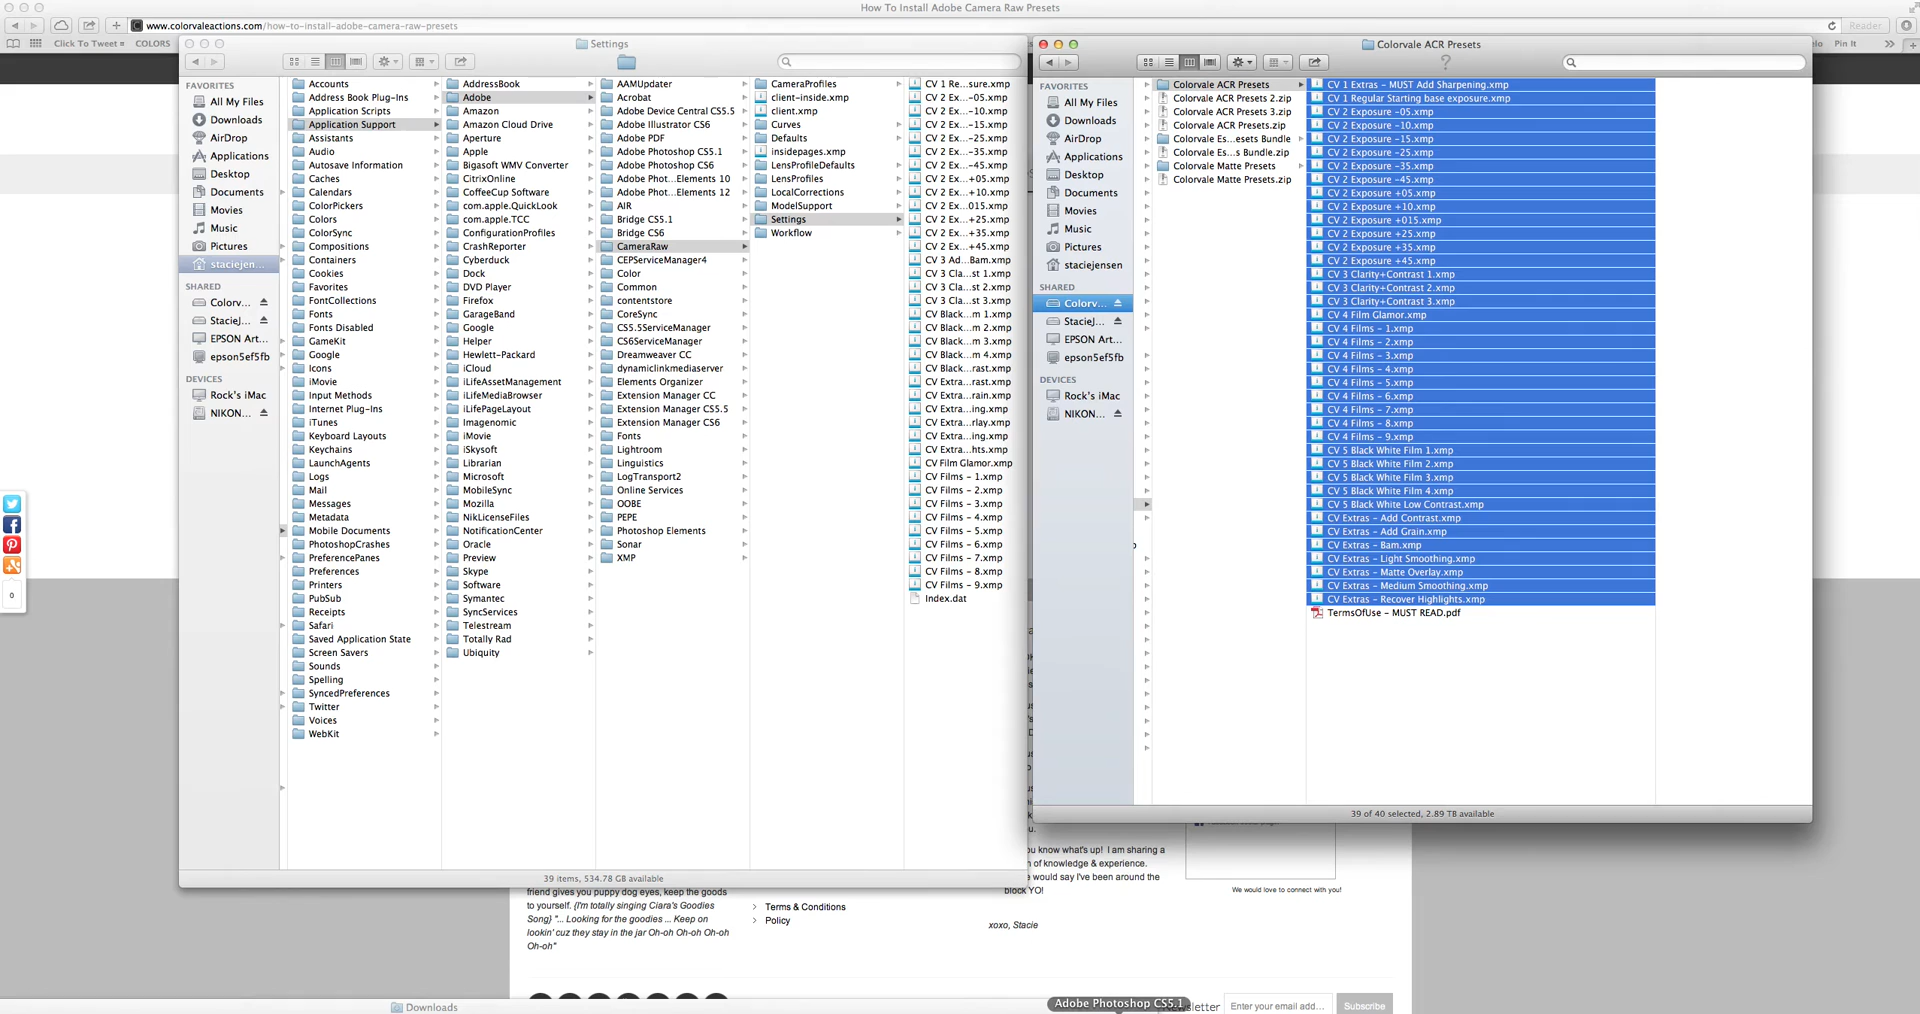 How To Install Adobe Camera Raw Presets
www.colorvaleactions.com/how-to-install-adobe-camera-raw-presets
Reader
Click To Tweet
COLORS
Pin It
Settings
FAVORITES
All My Files
Downloads
AirDrop
Applications
Desktop
Documents
Movies
Music
Pictures
staciejen...
SHARED
Colorv...
StacieJ...
EPSON Art...
epson5ef5fb
DEVICES
Rock's iMac
NIKON...
Accounts
Address Book Plug-Ins
Application Scripts
Application Support
Assistants
Audio
Autosave Information
Caches
Calendars
ColorPickers
Colors
ColorSync
Compositions
Containers
Cookies
Favorites
FontCollections
Fonts
Fonts Disabled
GameKit
Google
Icons
iMovie
Input Methods
Internet Plug-Ins
iTunes
Keyboard Layouts
Keychains
LaunchAgents
Logs
Mail
Messages
Metadata
Mobile Documents
PhotoshopCrashes
PreferencePanes
Preferences
Printers
PubSub
Receipts
Safari
Saved Application State
Screen Savers
Sounds
Spelling
SyncedPreferences
Twitter
Voices
WebKit
AddressBook
Adobe
Amazon
Amazon Cloud Drive
Aperture
Apple
Bigasoft WMV Converter
CitrixOnline
CoffeeCup Software
com.apple.QuickLook
com.apple.TCC
ConfigurationProfiles
CrashReporter
Cyberduck
Dock
DVD Player
Firefox
GarageBand
Google
Helper
Hewlett-Packard
iCloud
iLifeAssetManagement
iLifeMediaBrowser
iLifePageLayout
Imagenomic
iMovie
iSkysoft
Librarian
Microsoft
MobileSync
Mozilla
NikLicenseFiles
NotificationCenter
Oracle
Preview
Skype
Software
Symantec
SyncServices
Telestream
Totally Rad
Ubiquity
AAMUpdater
Acrobat
Adobe Device Central CS5.5
Adobe Illustrator CS6
Adobe PDF
Adobe Photoshop CS5.1
Adobe Photoshop CS6
Adobe Phot...Elements 10
Adobe Phot...Elements 12
AIR
Bridge CS5.1
Bridge CS6
CameraRaw
CEPServiceManager4
Color
Common
contentstore
CoreSync
CS5.5ServiceManager
CS6ServiceManager
Dreamweaver CC
dynamiclinkmediaserver
Elements Organizer
Extension Manager CC
Extension Manager CS5.5
Extension Manager CS6
Fonts
Lightroom
Linguistics
LogTransport2
Online Services
OOBE
PEPE
Photoshop Elements
Sonar
XMP
CameraProfiles
client-inside.xmp
client.xmp
Curves
Defaults
insidepages.xmp
LensProfileDefaults
LensProfiles
LocalCorrections
ModelSupport
Settings
Workflow
CV 1 Re...sure.xmp
CV 2 Ex...-05.xmp
CV 2 Ex...-10.xmp
CV 2 Ex...-15.xmp
CV 2 Ex...-25.xmp
CV 2 Ex...-35.xmp
CV 2 Ex...-45.xmp
CV 2 Ex...+05.xmp
CV 2 Ex...+10.xmp
CV 2 Ex...015.xmp
CV 2 Ex...+25.xmp
CV 2 Ex...+35.xmp
CV 2 Ex...+45.xmp
CV 3 Ad...Bam.xmp
CV 3 Cla...st 1.xmp
CV 3 Cla...st 2.xmp
CV 3 Cla...st 3.xmp
CV Black...m 1.xmp
CV Black...m 2.xmp
CV Black...m 3.xmp
CV Black...m 4.xmp
CV Black...rast.xmp
CV Extra...rast.xmp
CV Extra...rain.xmp
CV Extra...ing.xmp
CV Extra...rlay.xmp
CV Extra...ing.xmp
CV Extra...hts.xmp
CV Film Glamor.xmp
CV Films - 1.xmp
CV Films - 2.xmp
CV Films - 3.xmp
CV Films - 4.xmp
CV Films - 5.xmp
CV Films - 6.xmp
CV Films - 7.xmp
CV Films - 8.xmp
CV Films - 9.xmp
Index.dat
39 items, 534.78 GB available
Colorvale ACR Presets
FAVORITES
All My Files
Downloads
AirDrop
Applications
Desktop
Documents
Movies
Music
Pictures
staciejensen
SHARED
Colorv...
StacieJ...
EPSON Art...
epson5ef5fb
DEVICES
Rock's iMac
NIKON...
Colorvale ACR Presets
Colorvale ACR Presets 2.zip
Colorvale ACR Presets 3.zip
Colorvale ACR Presets.zip
Colorvale Es...esets Bundle
Colorvale Es...s Bundle.zip
Colorvale Matte Presets
Colorvale Matte Presets.zip
CV 1 Extras - MUST Add Sharpening.xmp
CV 1 Regular Starting base exposure.xmp
CV 2 Exposure -05.xmp
CV 2 Exposure -10.xmp
CV 2 Exposure -15.xmp
CV 2 Exposure -25.xmp
CV 2 Exposure -35.xmp
CV 2 Exposure -45.xmp
CV 2 Exposure +05.xmp
CV 2 Exposure +10.xmp
CV 2 Exposure +015.xmp
CV 2 Exposure +25.xmp
CV 2 Exposure +35.xmp
CV 2 Exposure +45.xmp
CV 3 Clarity+Contrast 1.xmp
CV 3 Clarity+Contrast 2.xmp
CV 3 Clarity+Contrast 3.xmp
CV 4 Film Glamor.xmp
CV 4 Films - 1.xmp
CV 4 Films - 2.xmp
CV 4 Films - 3.xmp
CV 4 Films - 4.xmp
CV 4 Films - 5.xmp
CV 4 Films - 6.xmp
CV 4 Films - 7.xmp
CV 4 Films - 8.xmp
CV 4 Films - 9.xmp
CV 5 Black White Film 1.xmp
CV 5 Black White Film 2.xmp
CV 5 Black White Film 3.xmp
CV 5 Black White Film 4.xmp
CV 5 Black White Low Contrast.xmp
CV Extras - Add Contrast.xmp
CV Extras - Add Grain.xmp
CV Extras - Bam.xmp
CV Extras - Light Smoothing.xmp
CV Extras - Matte Overlay.xmp
CV Extras - Medium Smoothing.xmp
CV Extras - Recover Highlights.xmp
TermsOfUse - MUST READ.pdf
39 of 40 selected, 2.89 TB available
0
friend gives you puppy dog eyes, keep the goods
to yourself. {I'm totally singing Ciara's Goodies
Song} "... Looking for the goodies ... Keep on
lookin' cuz they stay in the jar Oh-oh Oh-oh Oh-oh
Oh-oh"
Terms & Conditions
Policy
you know what's up! I am sharing a
n of knowledge & experience.
e would say I've been around the
block YO!
xoxo, Stacie
We would love to connect with you!
Downloads
Adobe Photoshop CS5.1
Enter your email add...
Subscribe